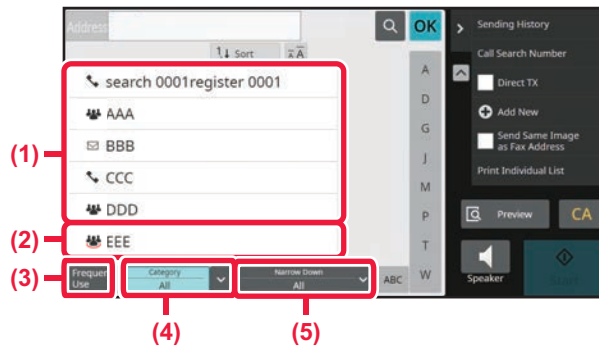 Address
OK
Sending History
Sort
Call Search Number
search 0001register 0001
A
Direct TX
AAA
D
Add New
BBB
G
Send Same Image
as Fax Address
(1)
J
CCC
Print Individual List
M
DDD
P
Preview
CA
(2)
EEE
T
(3)
Frequent
Use
Category
All
Narrow Down
All
ABC
W
Speaker
Start
(4)
(5)